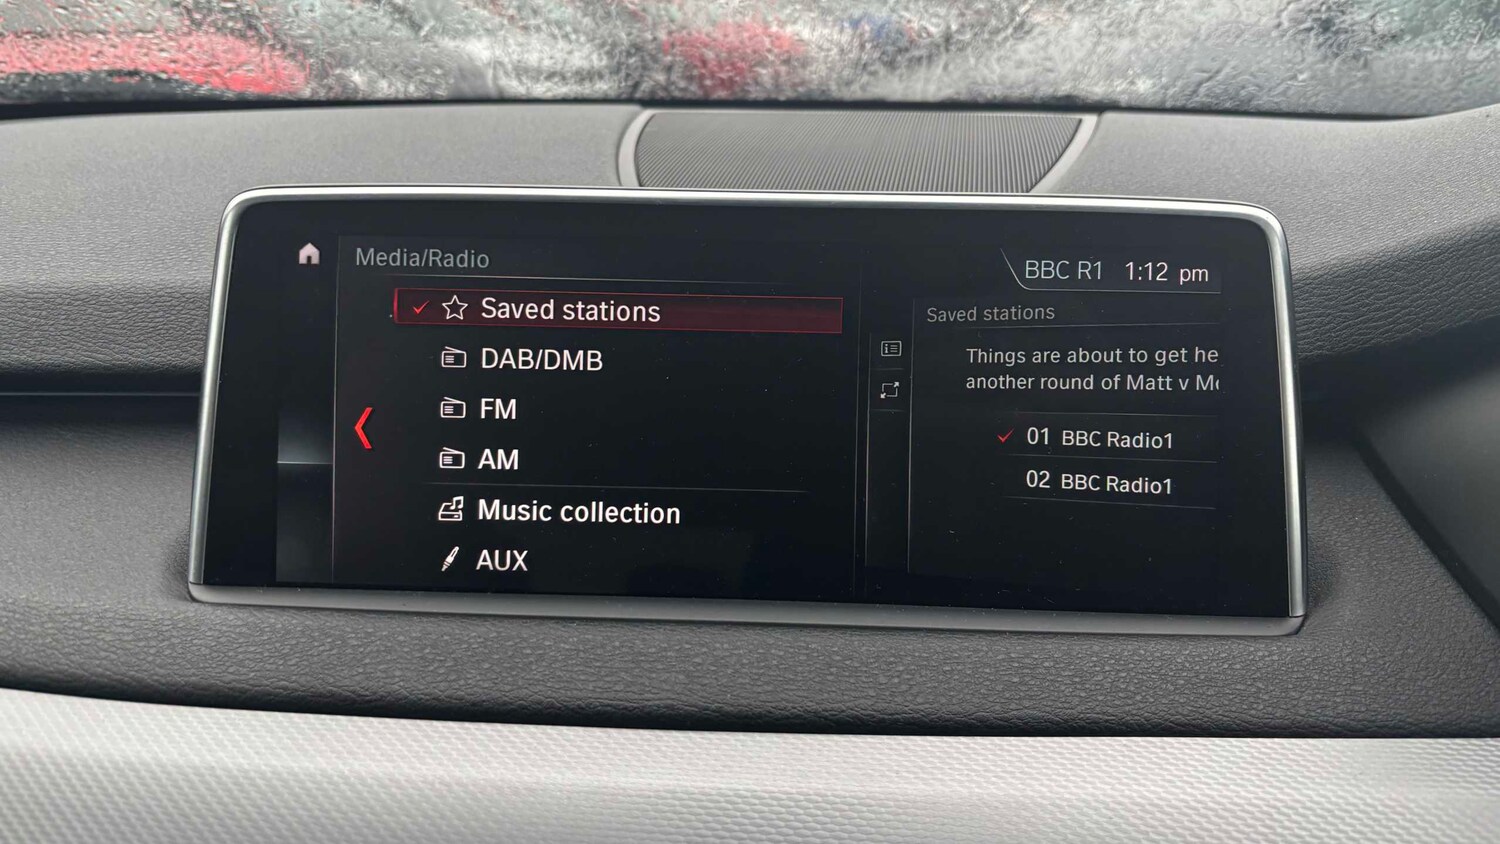 Media/Radio
BBC R1 1:12 pm
Saved stations
DAB/DMB
FM
AM
Music collection
AUX
Saved stations
Things are about to get he
another round of Matt v
01 BBC Radio1
02 BBC Radio1